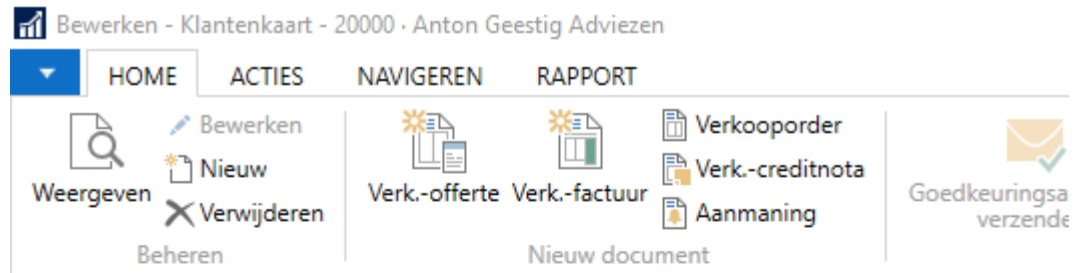 Bewerken - Klantenkaart - 20000 · Anton Geestig Adviezen
HOME ACTIES NAVIGEREN RAPPORT
Weergeven
Bewerken
Nieuw
Verwijderen
Beheren
Verk.-offerte
Verk.-factuur
Verkooporder
Verk.-creditnota
Aanmaning
Nieuw document